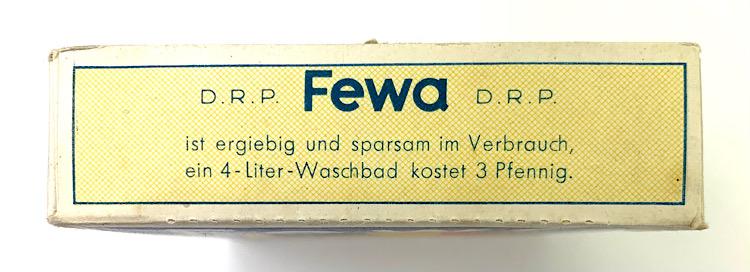 D.R.P. Fewa D.R.P.
ist ergiebig und sparsam im Verbrauch,
ein 4-Liter-Waschbad kostet 3 Pfennig.